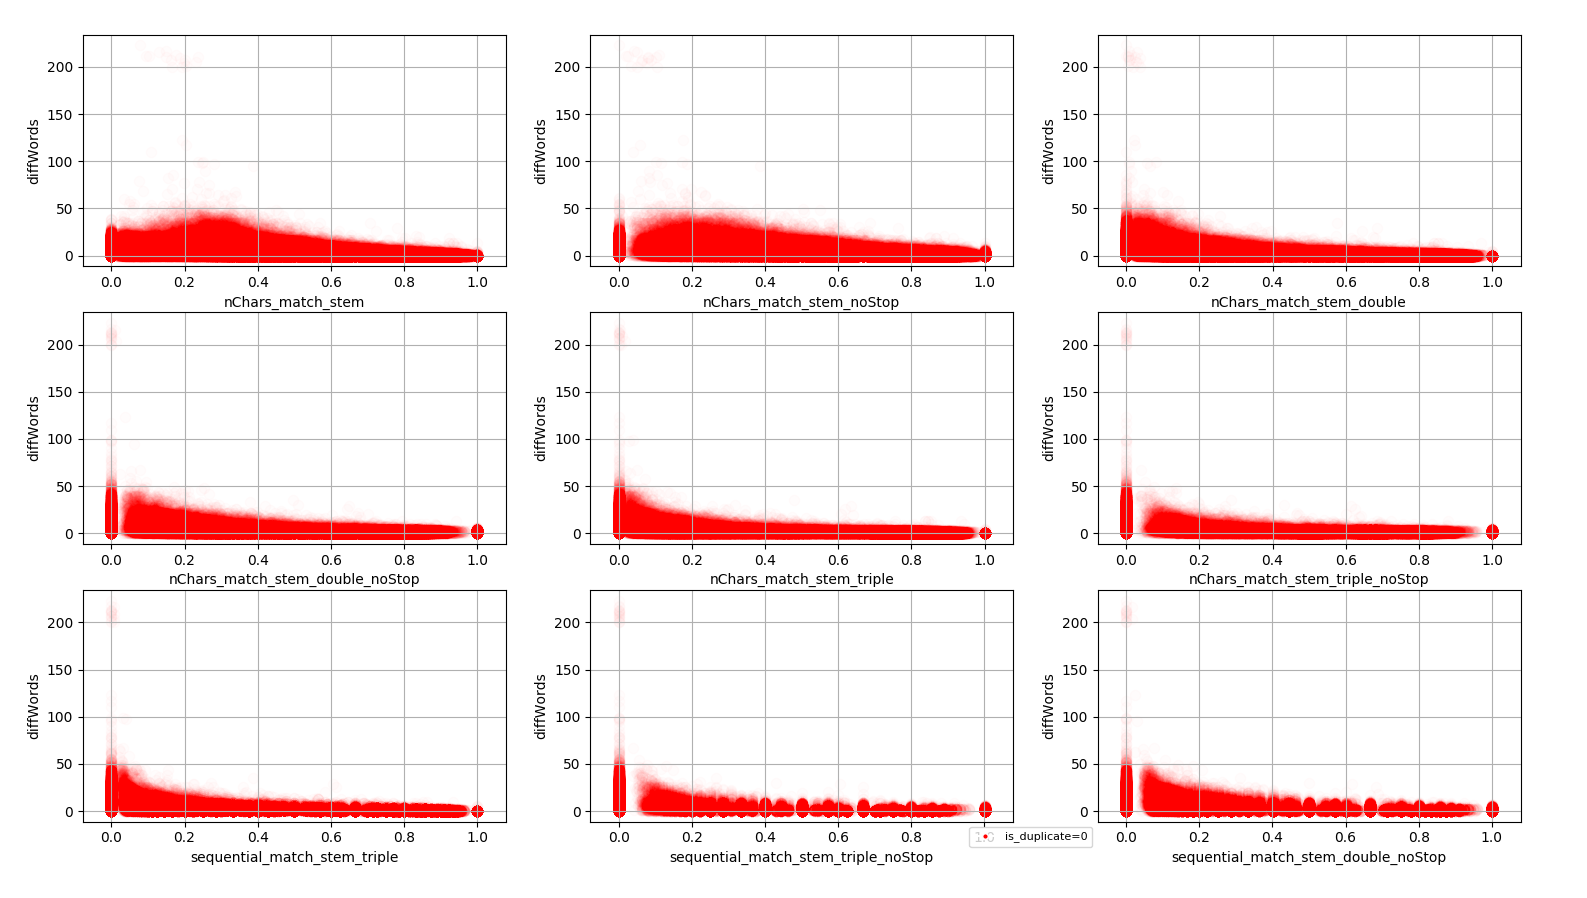 200
150
100
50
0
diffWords
0.0 0.2 0.4 0.6 0.8 1.0
nChars_match_stem
200
150
100
50
0
diffWords
0.0 0.2 0.4 0.6 0.8 1.0
nChars_match_stem_noStop
200
150
100
50
0
diffWords
0.0 0.2 0.4 0.6 0.8 1.0
nChars_match_stem_double
200
150
100
50
0
diffWords
0.0 0.2 0.4 0.6 0.8 1.0
nChars_match_stem_double_noStop
200
150
100
50
0
diffWords
0.0 0.2 0.4 0.6 0.8 1.0
nChars_match_stem_triple
200
150
100
50
0
diffWords
0.0 0.2 0.4 0.6 0.8 1.0
nChars_match_stem_triple_noStop
200
150
100
50
0
diffWords
0.0 0.2 0.4 0.6 0.8 1.0
sequential_match_stem_triple
200
150
100
50
0
diffWords
0.0 0.2 0.4 0.6 0.8 1.0
sequential_match_stem_triple_noStop
is_duplicate=0
200
150
100
50
0
diffWords
0.0 0.2 0.4 0.6 0.8 1.0
sequential_match_stem_double_noStop